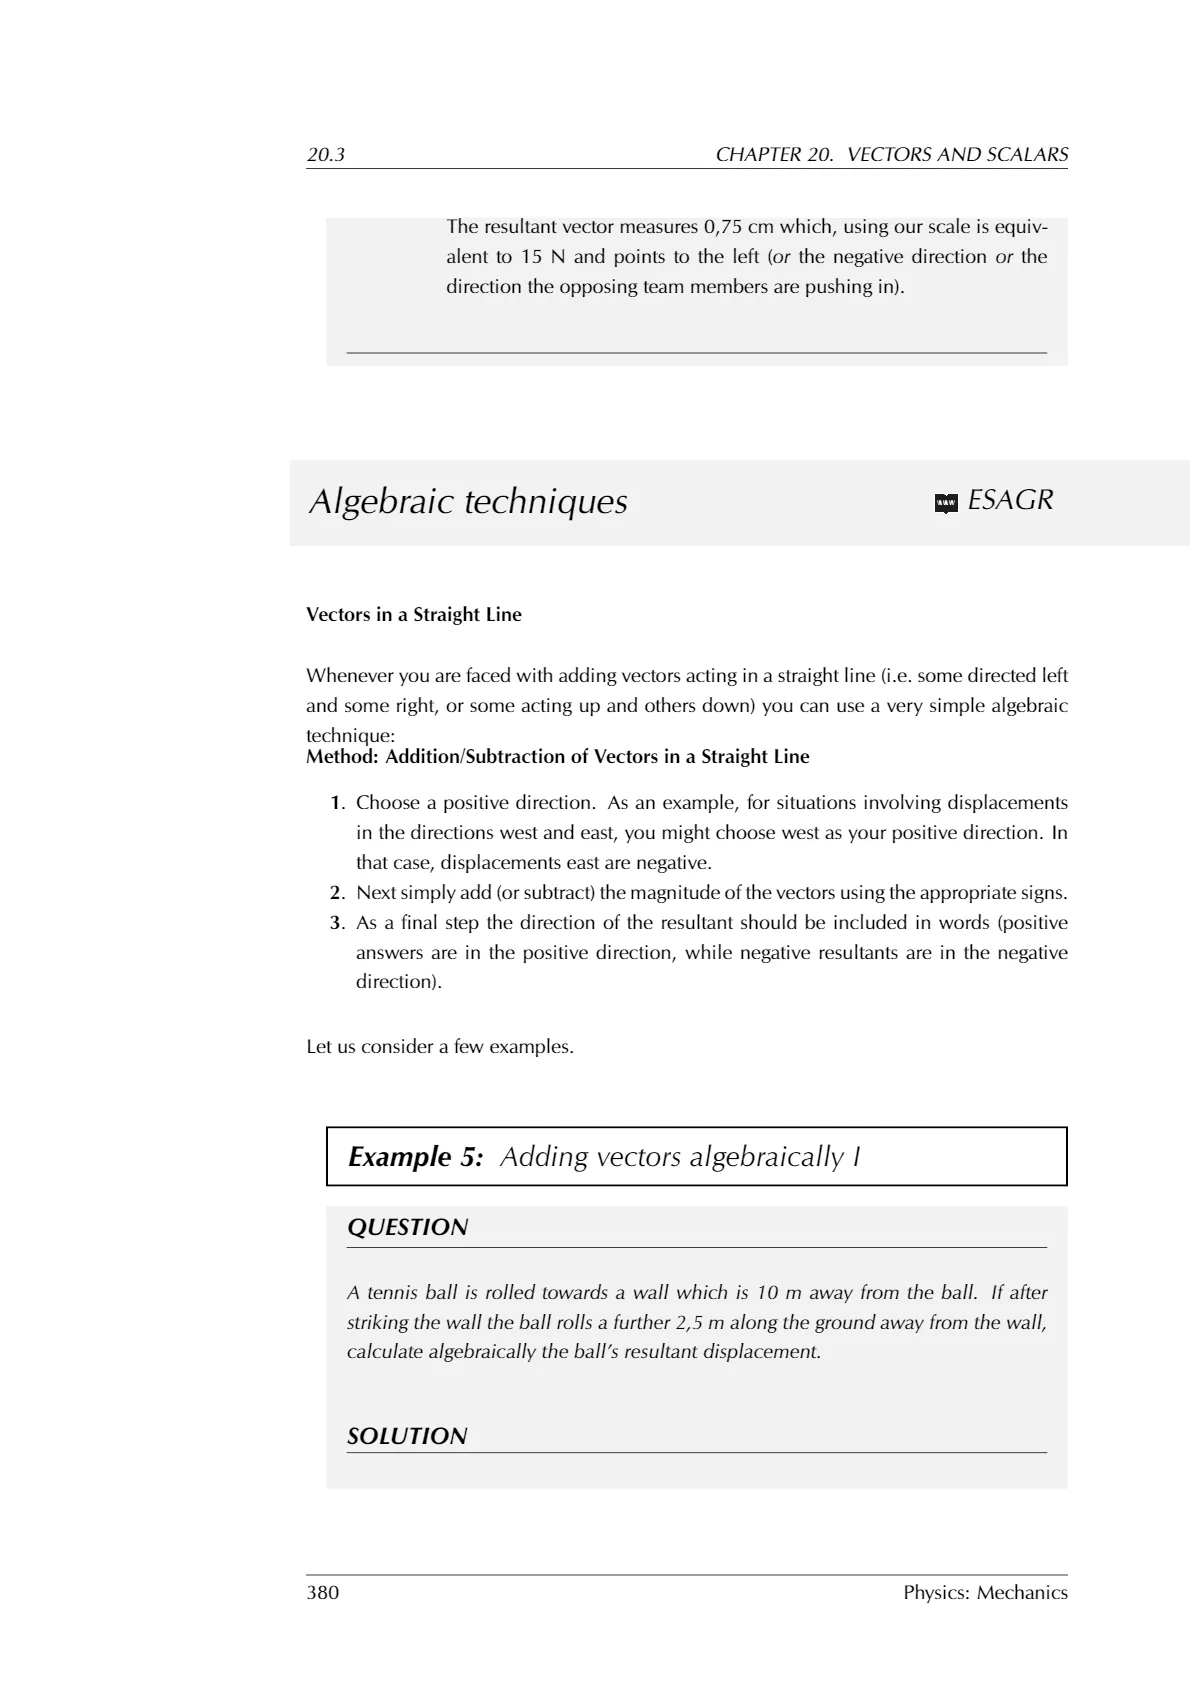 20.3 CHAPTER 20. VECTORS AND SCALARS
The resultant vector measures 0,75 cm which, using our scale is equiv-
alent to 15 N and points to the left (or the negative direction or the
direction the opposing team members are pushing in).
Algebraic techniques www ESAGR
Vectors in a Straight Line
Whenever you are faced with adding vectors acting in a straight line (i.e. some directed left
and some right, or some acting up and others down) you can use a very simple algebraic
technique:
Method: Addition/Subtraction of Vectors in a Straight Line
1. Choose a positive direction. As an example, for situations involving displacements
in the directions west and east, you might choose west as your positive direction. In
that case, displacements east are negative.
2. Next simply add (or subtract) the magnitude of the vectors using the appropriate signs.
3. As a final step the direction of the resultant should be included in words (positive
answers are in the positive direction, while negative resultants are in the negative
direction).
Let us consider a few examples.
Example 5: Adding vectors algebraically I
QUESTION
A tennis ball is rolled towards a wall which is 10 m away from the ball. If after
striking the wall the ball rolls a further 2,5 m along the ground away from the wall,
calculate algebraically the ball's resultant displacement.
SOLUTION
380 Physics: Mechanics